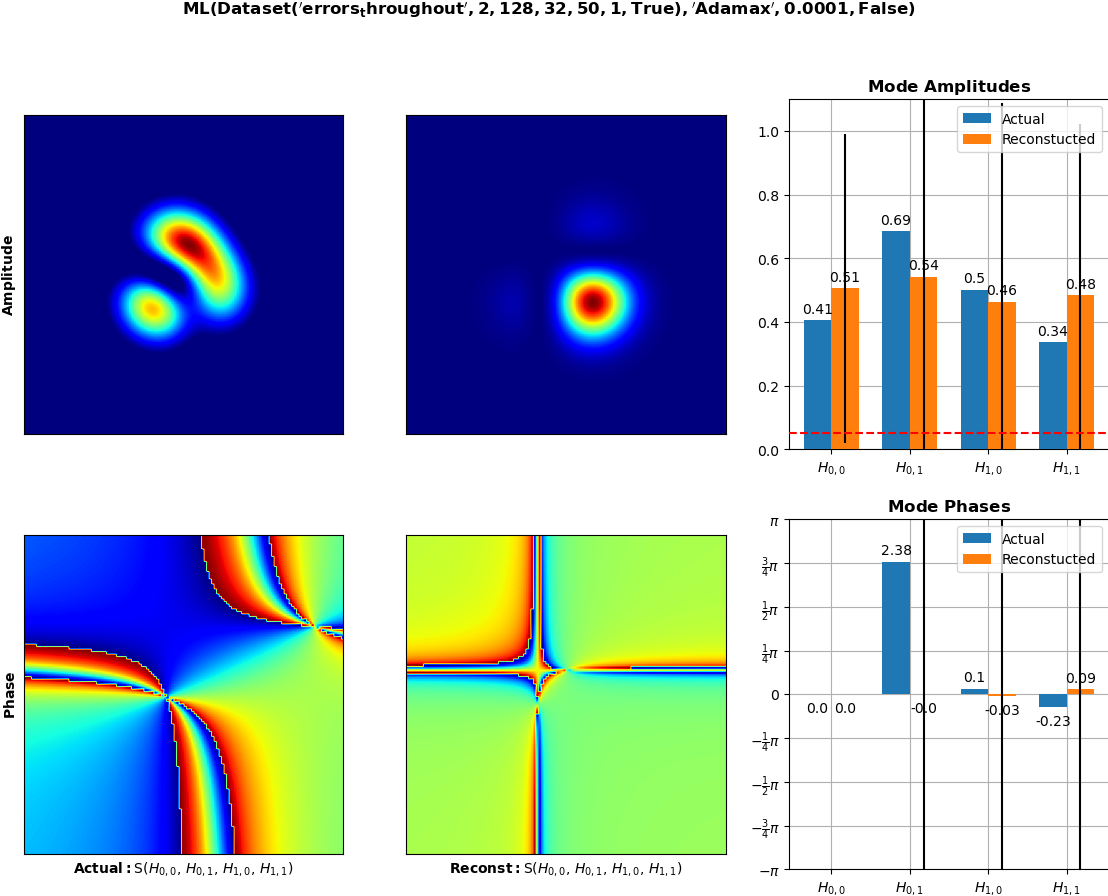 ML(Dataset('errors_throughout', 2, 128, 32, 50, 1, True), 'Adamax', 0.0001, False)
Mode Amplitudes
Amplitude
1.0
0.8
0.6
0.4
0.2
0.0
Actual
Reconstucted
0.41
0.51
0.69
0.54
0.5
0.46
0.34
0.48
H0,0
H0,1
H1,0
H1,1
Mode Phases
Phase
π
3/4π
1/2π
1/4π
0
−1/4π
−1/2π
−3/4π
−π
Actual
Reconstucted
0.0
0.0
2.38
-0.0
0.1
-0.03
-0.23
0.09
H0,0
H0,1
H1,0
H1,1
Actual: S(H0,0, H0,1, H1,0, H1,1)
Reconst: S(H0,0, H0,1, H1,0, H1,1)